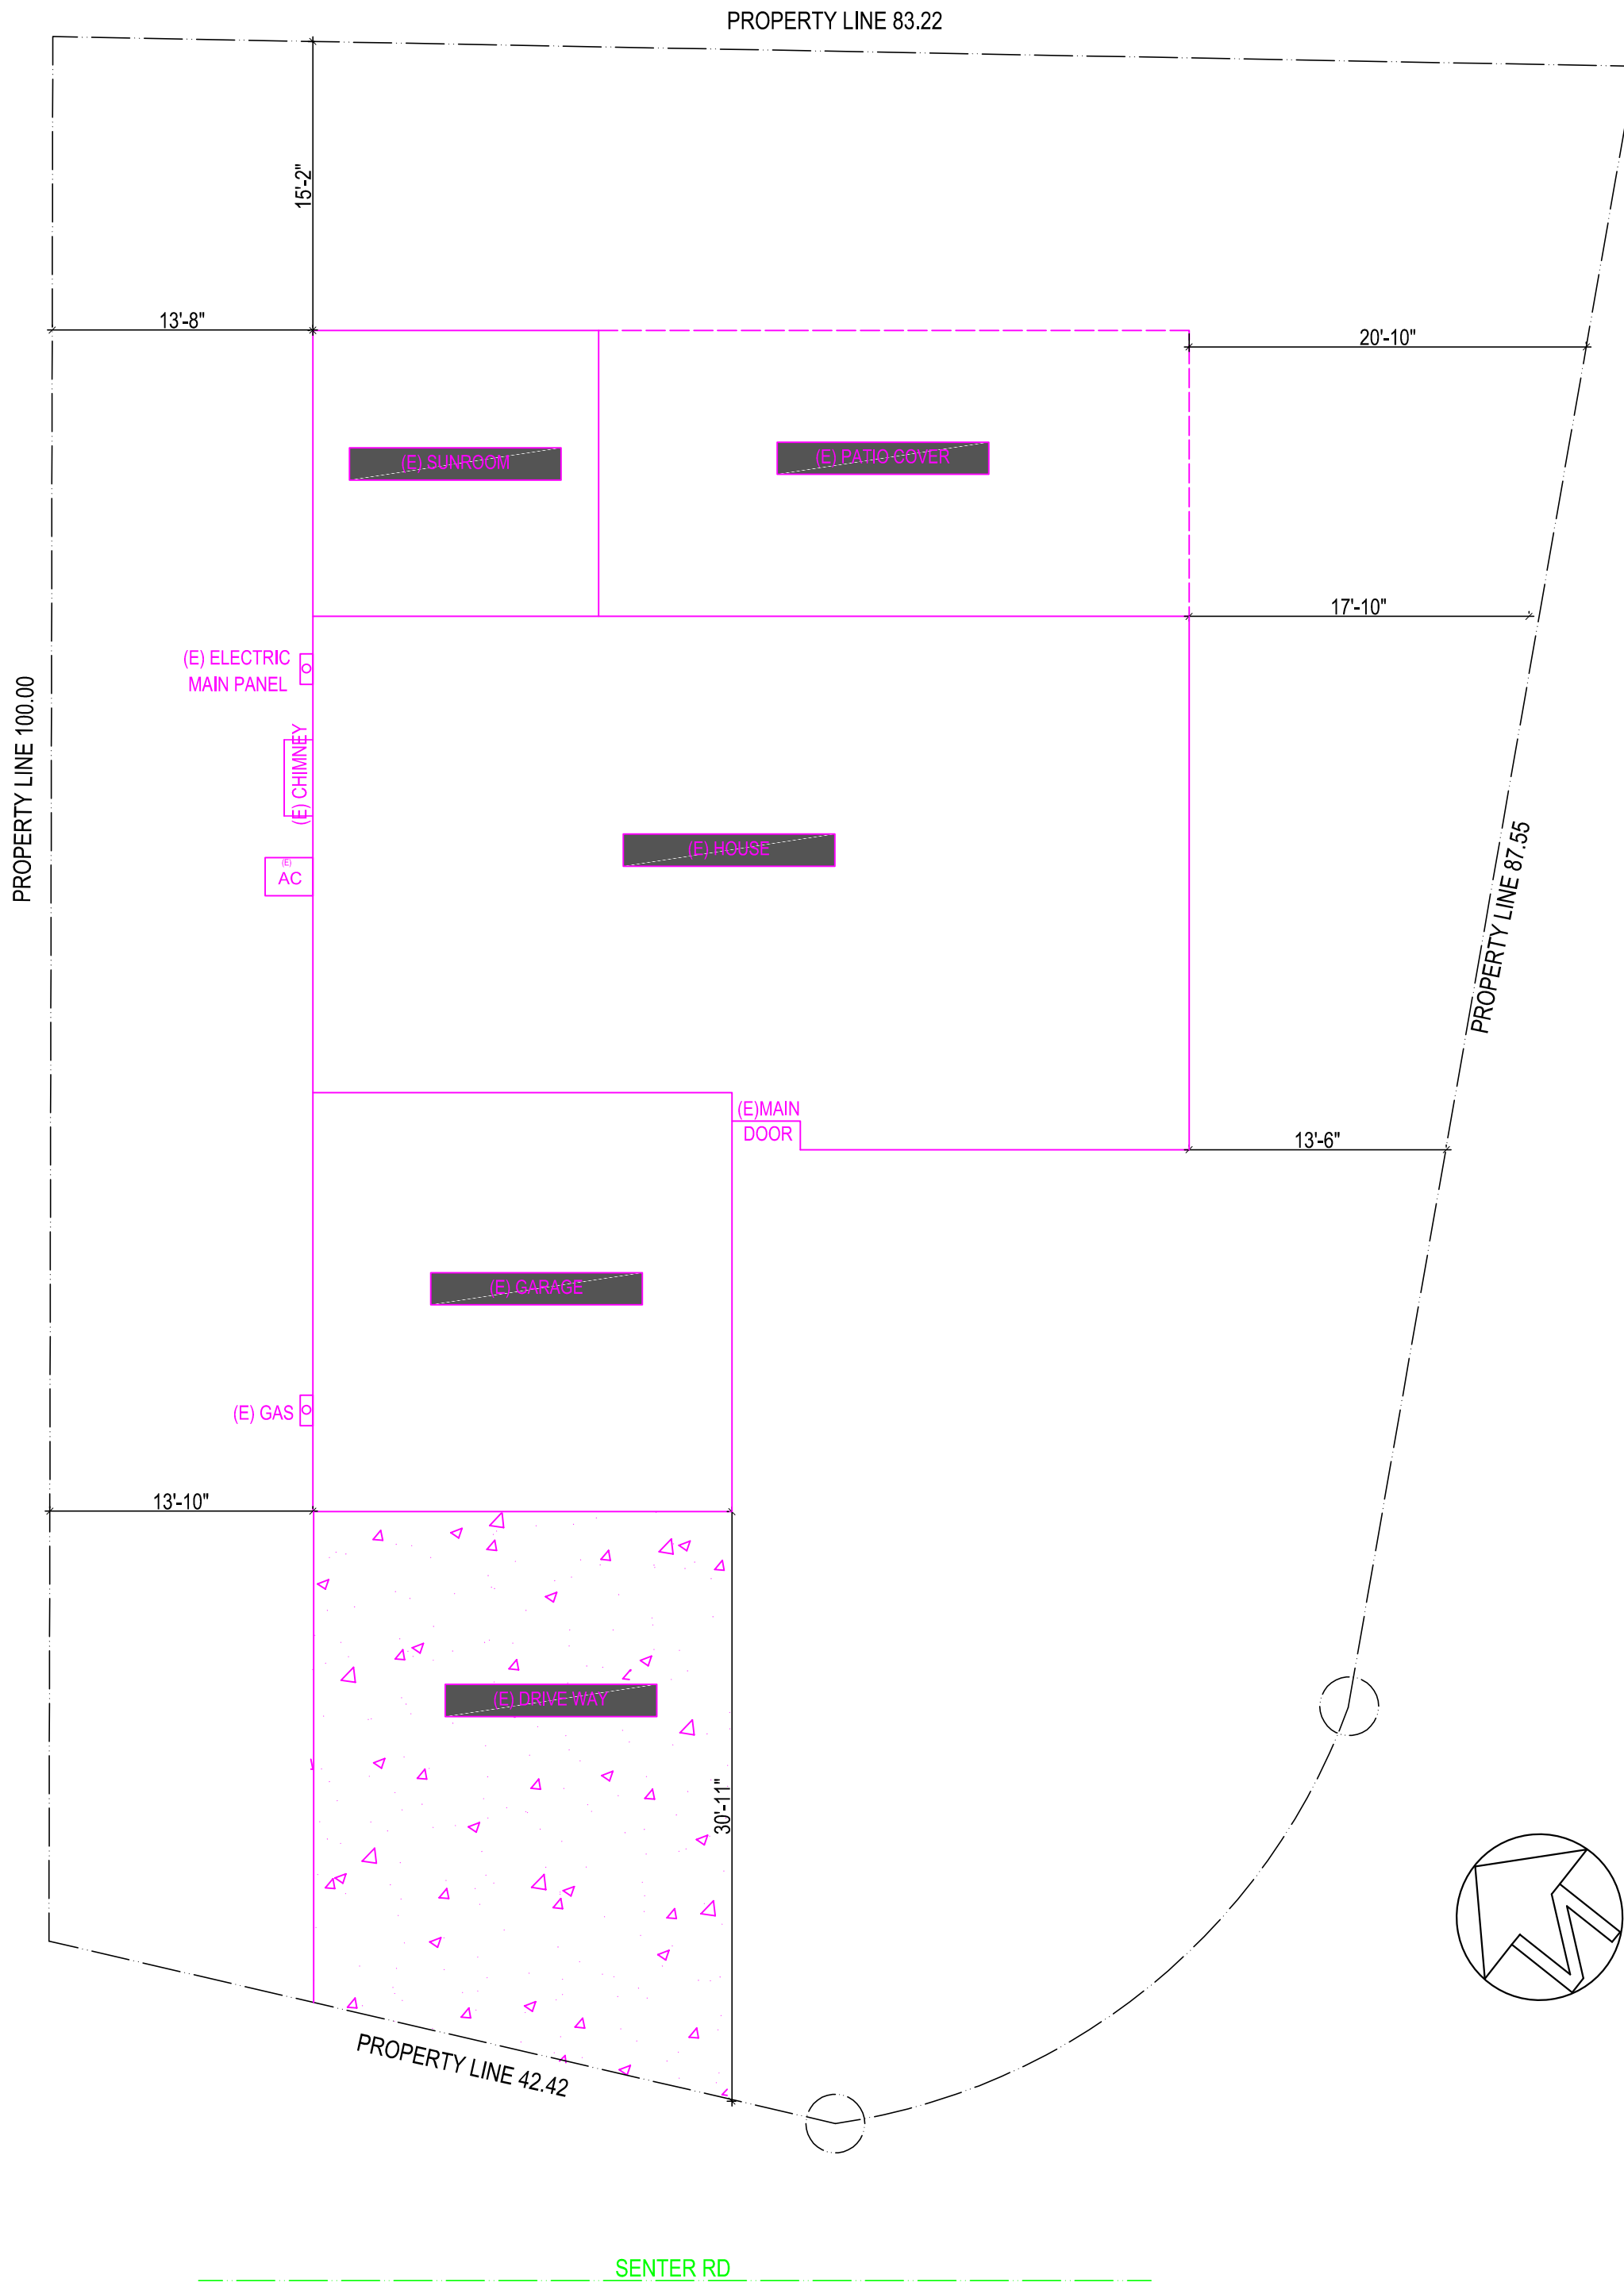 PROPERTY LINE 83.22
15'-2"
13'-8"
20'-10"
(E) SUNROOM
(E) PATIO COVER
17'-10"
(E) ELECTRIC
MAIN PANEL
PROPERTY LINE 100.00
(E) CHIMNEY
(E) HOUSE
(E)
AC
PROPERTY LINE 87.55
(E)MAIN
DOOR
13'-6"
(E) GARAGE
(E) GAS
13'-10"
(E) DRIVE WAY
30'-11"
N
PROPERTY LINE 42.42
SENTER RD